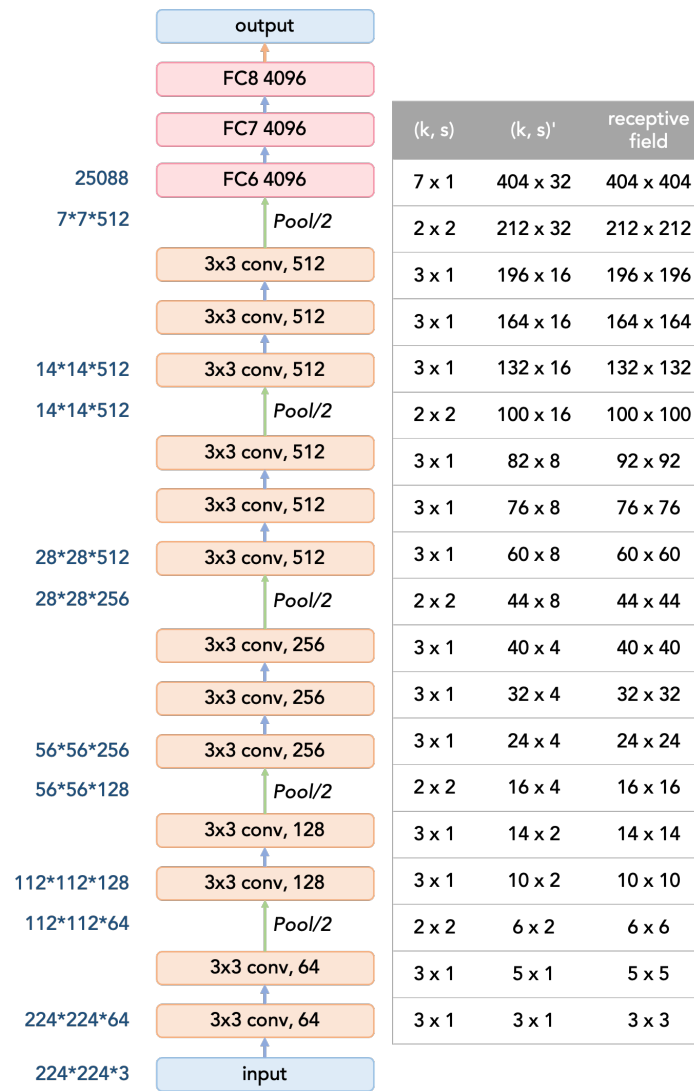 output
FC8 4096
FC7 4096
(k, s) (k, s)' receptive field
25088 FC6 4096 7 x 1 404 x 32 404 x 404
7*7*512 Pool/2 2 x 2 212 x 32 212 x 212
3x3 conv, 512 3 x 1 196 x 16 196 x 196
3x3 conv, 512 3 x 1 164 x 16 164 x 164
14*14*512 3x3 conv, 512 3 x 1 132 x 16 132 x 132
14*14*512 Pool/2 2 x 2 100 x 16 100 x 100
3x3 conv, 512 3 x 1 82 x 8 92 x 92
3x3 conv, 512 3 x 1 76 x 8 76 x 76
28*28*512 3x3 conv, 512 3 x 1 60 x 8 60 x 60
28*28*256 Pool/2 2 x 2 44 x 8 44 x 44
3x3 conv, 256 3 x 1 40 x 4 40 x 40
3x3 conv, 256 3 x 1 32 x 4 32 x 32
56*56*256 3x3 conv, 256 3 x 1 24 x 4 24 x 24
56*56*128 Pool/2 2 x 2 16 x 4 16 x 16
3x3 conv, 128 3 x 1 14 x 2 14 x 14
112*112*128 3x3 conv, 128 3 x 1 10 x 2 10 x 10
112*112*64 Pool/2 2 x 2 6 x 2 6 x 6
3x3 conv, 64 3 x 1 5 x 1 5 x 5
224*224*64 3x3 conv, 64 3 x 1 3 x 1 3 x 3
224*224*3 input